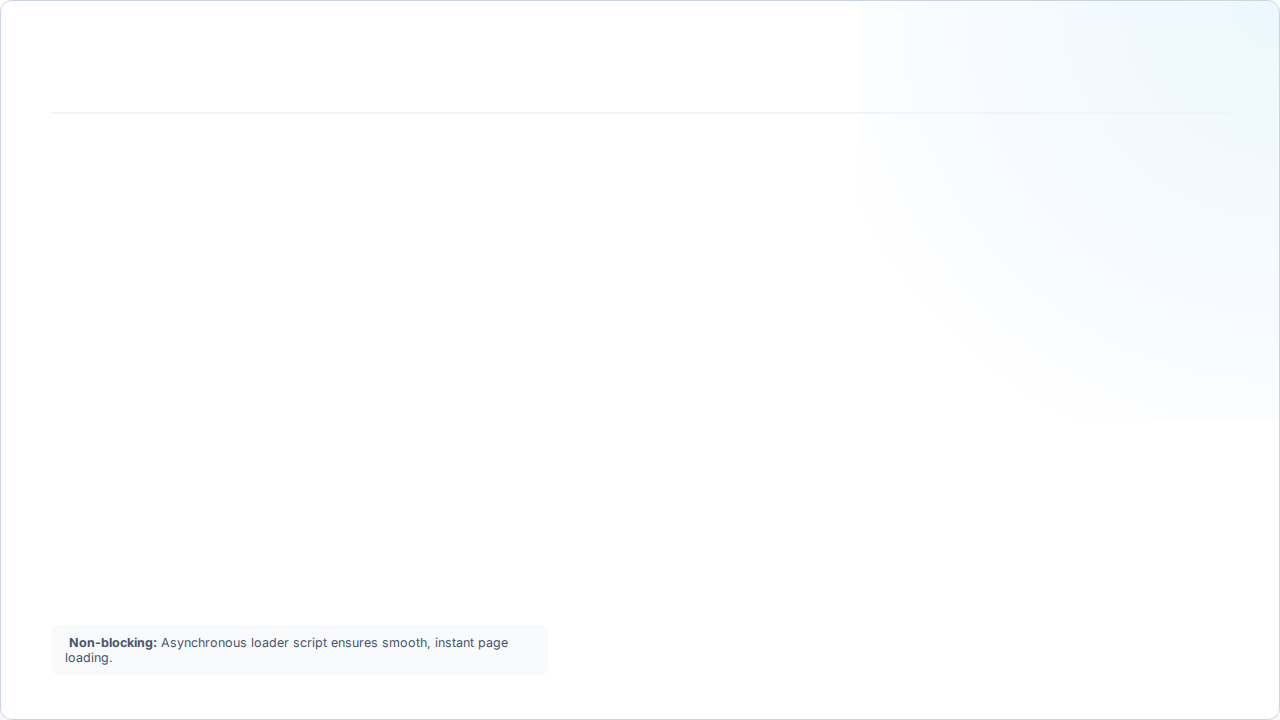 Non-blocking: Asynchronous loader script ensures smooth, instant page
loading.